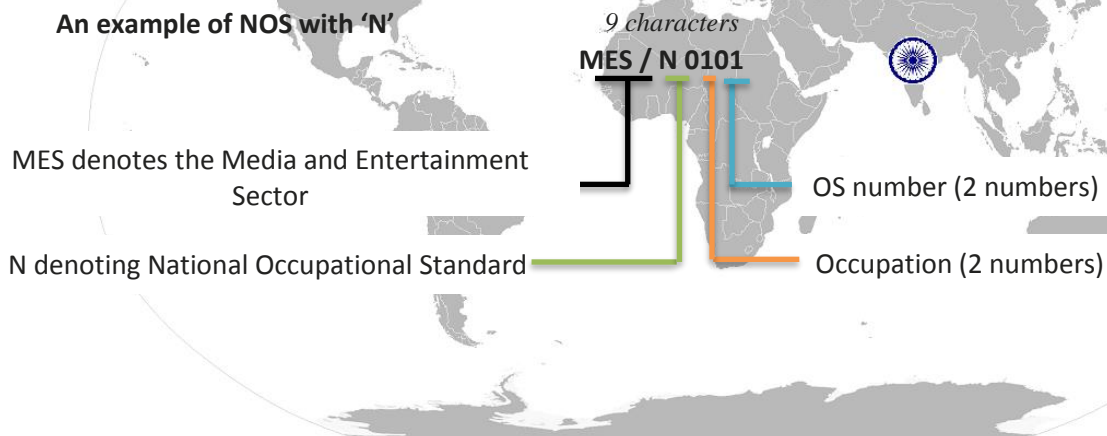 An example of NOS with ‘N’
9 characters
MES / N 0101
MES denotes the Media and Entertainment
Sector
OS number (2 numbers)
N denoting National Occupational Standard
Occupation (2 numbers)